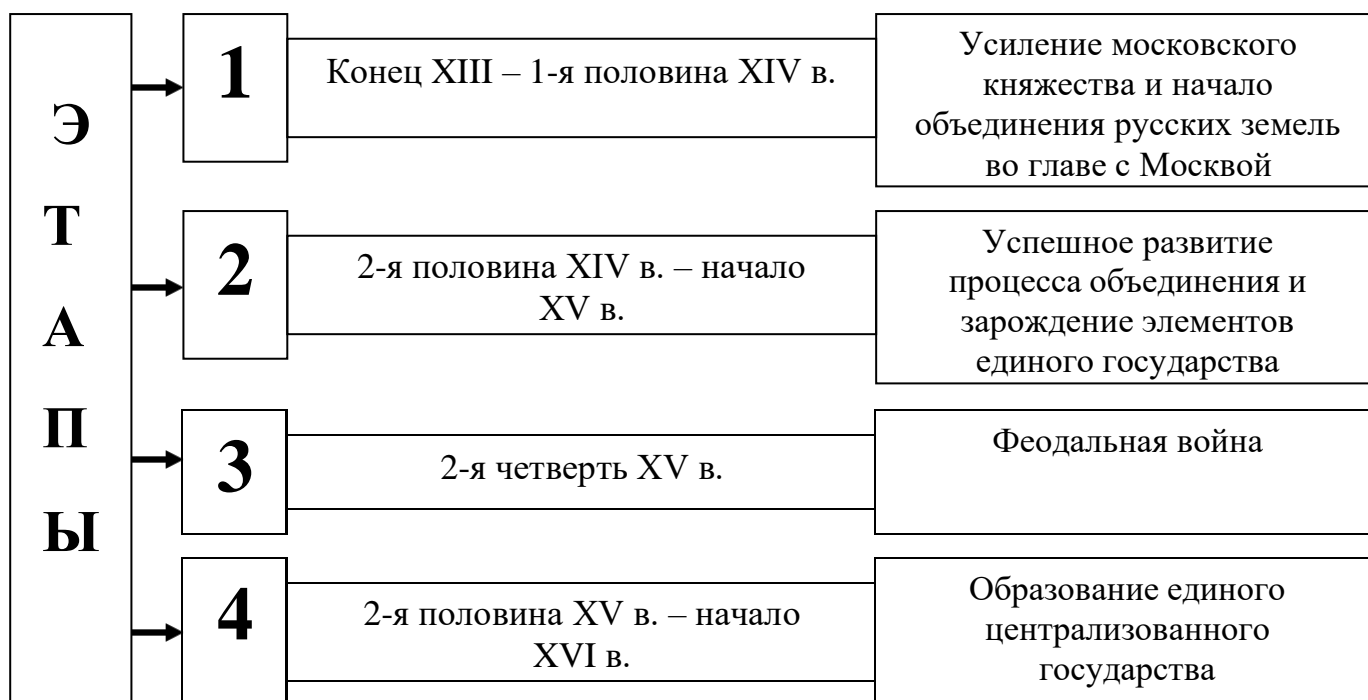 ЭТАПЫ
1
Конец XIII – 1-я половина XIV в.
Усиление московского
княжества и начало
объединения русских земель
во главе с Москвой
2
2-я половина XIV в. – начало
XV в.
Успешное развитие
процесса объединения и
зарождение элементов
единого государства
3
2-я четверть XV в.
Феодальная война
4
2-я половина XV в. – начало
XVI в.
Образование единого
централизованного
государства